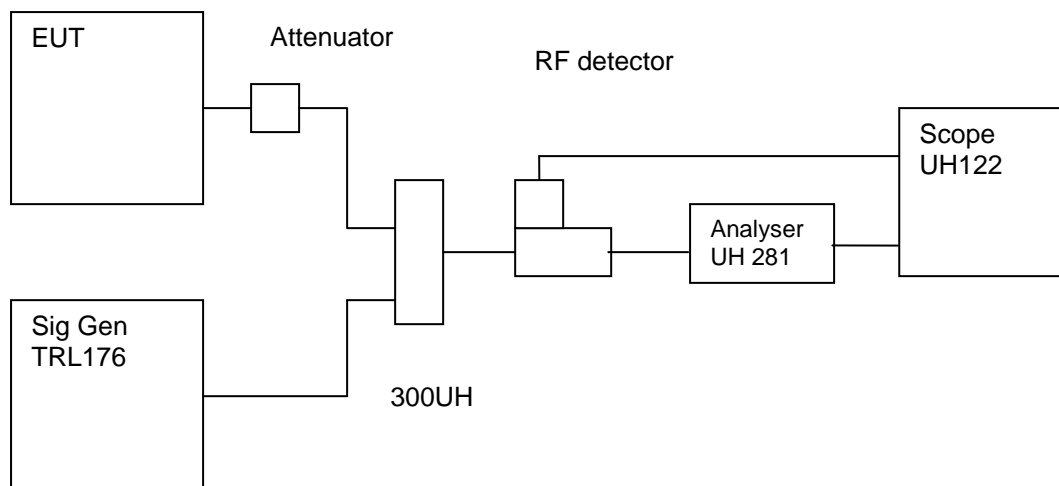 EUT
Attenuator
RF detector
Scope
UH122
Analyser
UH 281
Sig Gen
TRL176
300UH